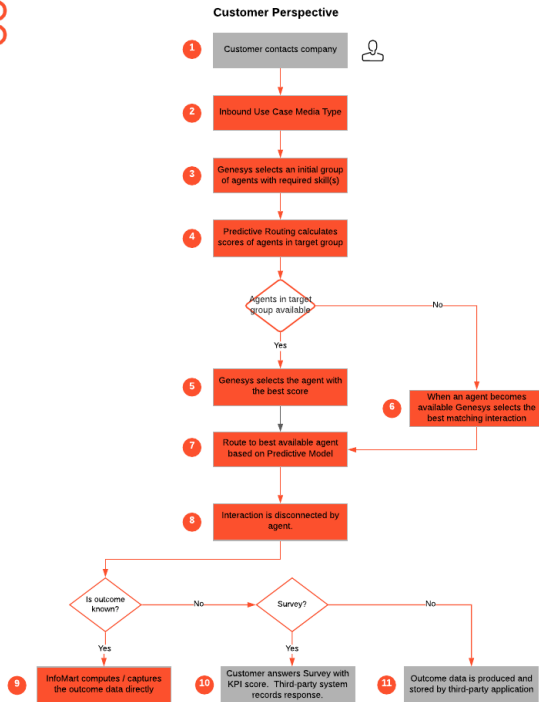 Customer Perspective
1
Customer contacts company
2
Inbound Use Case Media Type
3
Genesys selects an initial group
of agents with required skill(s)
4
Predictive Routing calculates
scores of agents in target group
Agents in target
group available
No
Yes
5
Genesys selects the agent with
the best score
6
When an agent becomes
available Genesys selects the
best matching interaction
7
Route to best available agent
based on Predictive Model
8
Interaction is disconnected by
agent.
Is outcome
known?
No
Survey?
No
Yes
Yes
9
InfoMart computes / captures
the outcome data directly
10
Customer answers Survey with
KPI score. Third-party system
records response.
11
Outcome data is produced and
stored by third-party application